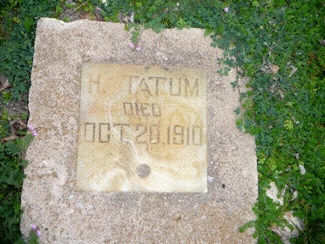 H. TATUM
DIED
OCT.20.1910